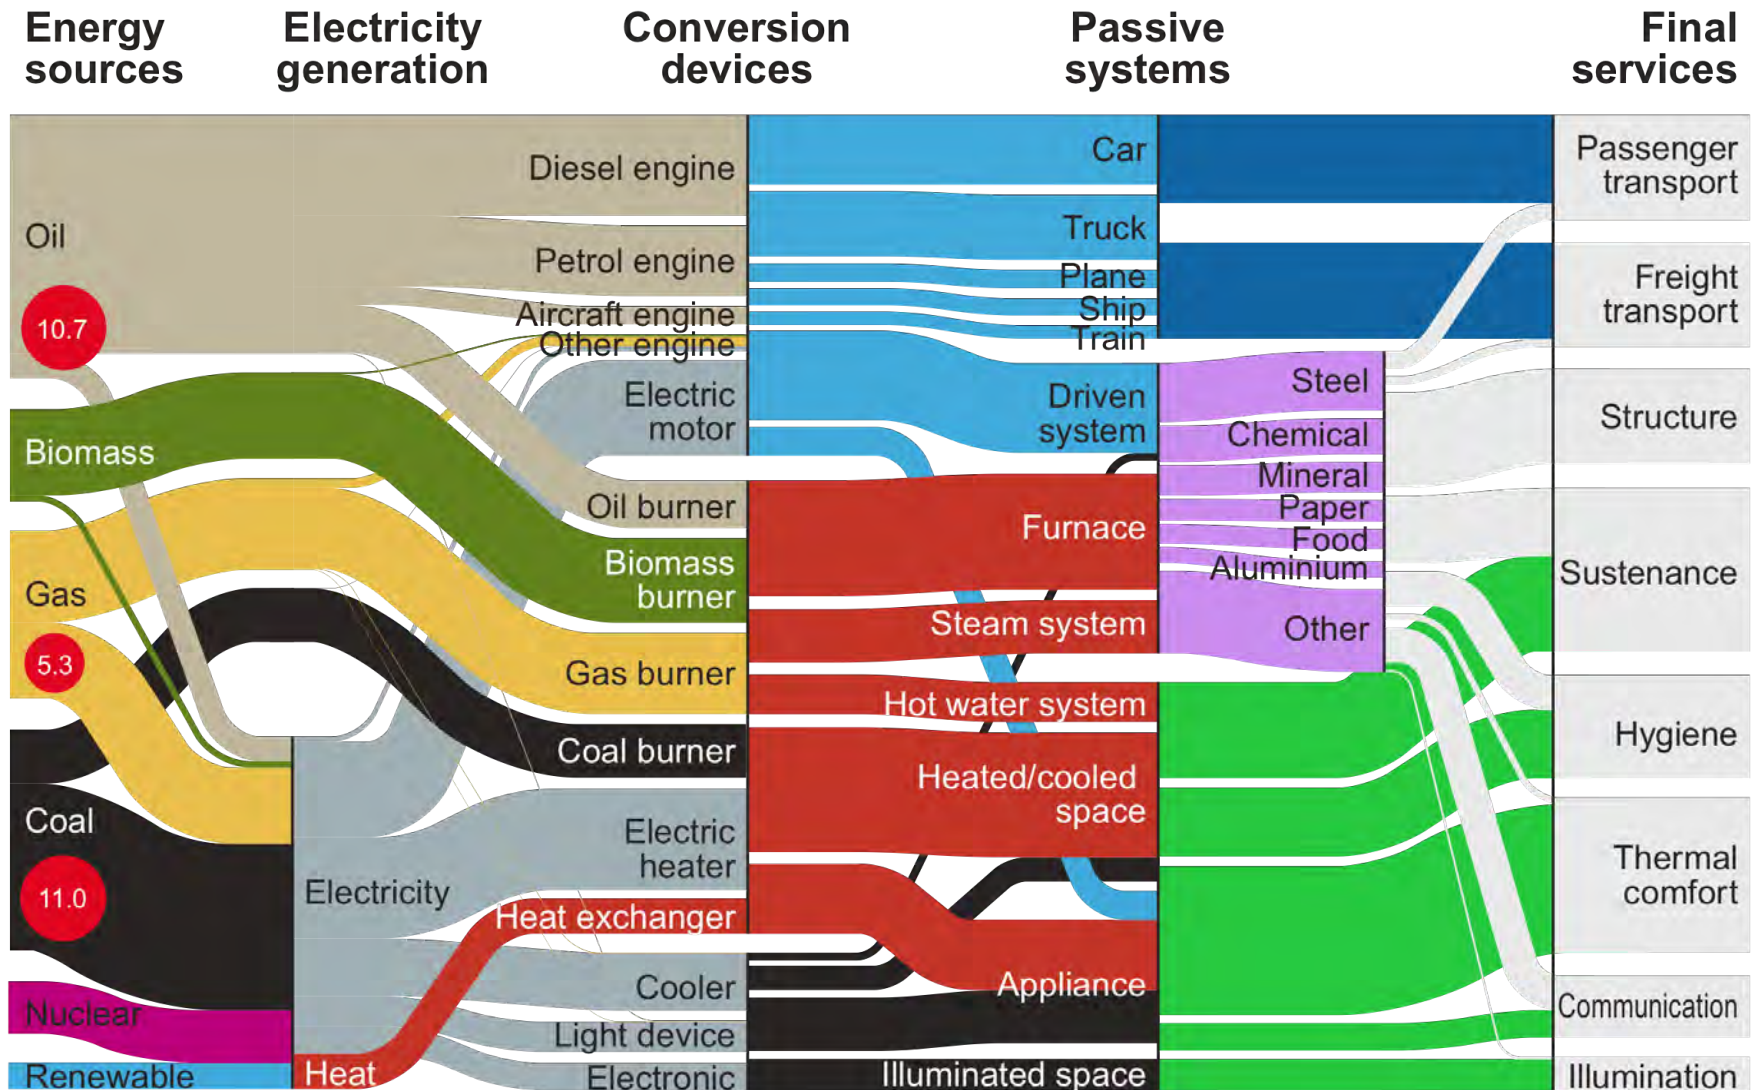 Energy
sources
Electricity
generation
Conversion
devices
Passive
systems
Final
services
Oil
10.7
Biomass
Gas
5.3
Coal
11.0
Nuclear
Renewable
Electricity
Heat
Diesel engine
Petrol engine
Aircraft engine
Other engine
Electric
motor
Oil burner
Biomass
burner
Gas burner
Coal burner
Electric
heater
Heat exchanger
Cooler
Light device
Electronic
Car
Truck
Plane
Ship
Train
Driven
system
Furnace
Steam system
Hot water system
Heated/cooled
space
Appliance
Illuminated space
Steel
Chemical
Mineral
Paper
Food
Aluminium
Other
Passenger
transport
Freight
transport
Structure
Sustenance
Hygiene
Thermal
comfort
Communication
Illumination